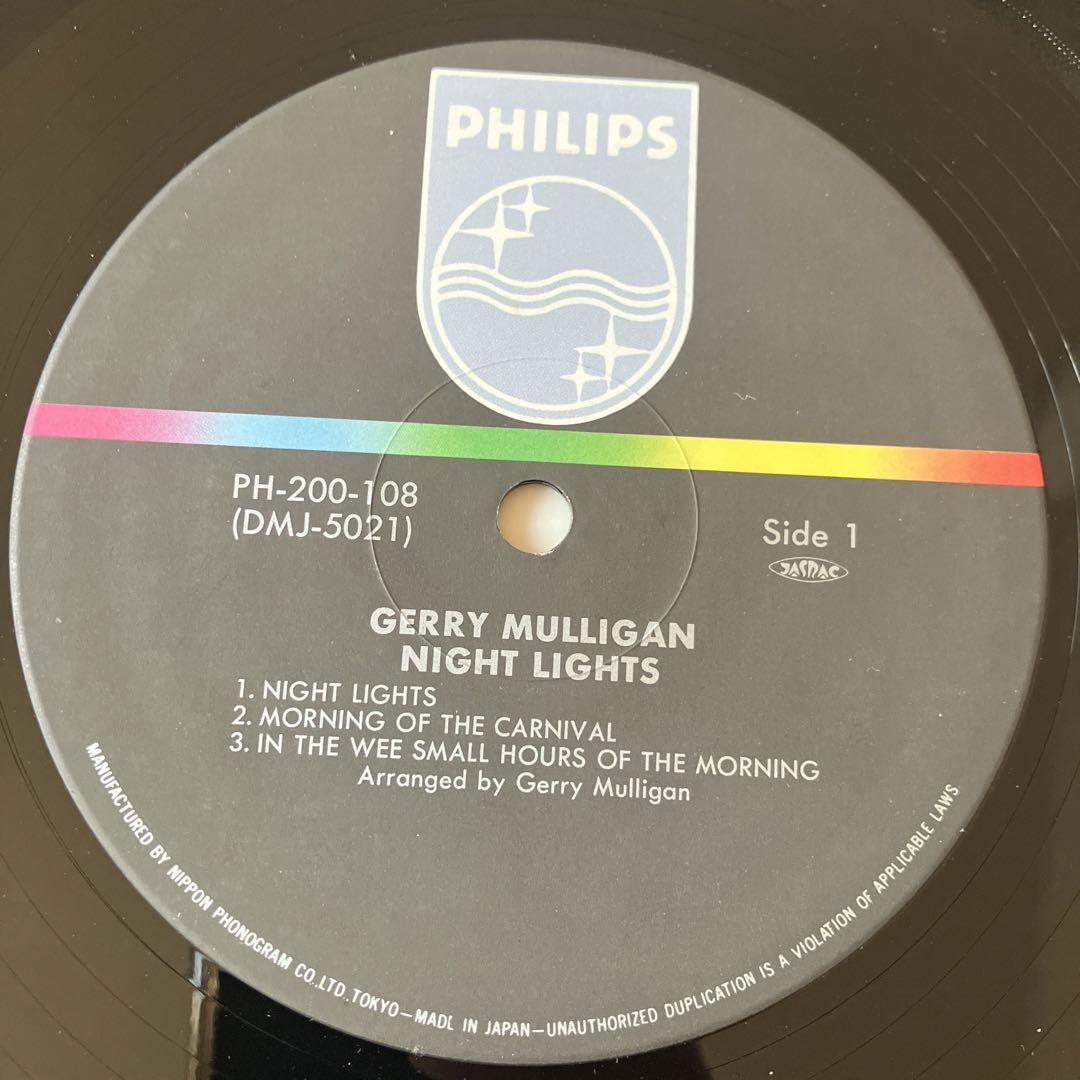 PHILIPS
PH-200-108
(DMJ-5021)
Side 1
JASRAC
GERRY MULLIGAN
NIGHT LIGHTS
1. NIGHT LIGHTS
2. MORNING OF THE CARNIVAL
3. IN THE WEE SMALL HOURS OF THE MORNING
Arranged by Gerry Mulligan
MANUFACTURED BY NIPPON PHONOGRAM CO.,LTD.,TOKYO—MADE IN JAPAN—UNAUTHORIZED DUPLICATION IS A VIOLATION OF APPLICABLE LAWS